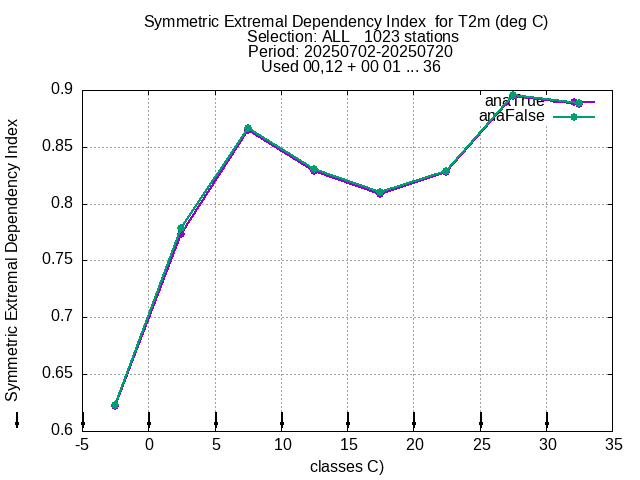 Symmetric Extremal Dependency Index  for T2m (deg C)
Selection: ALL   1023 stations
Period: 20250702-20250720
Used 00,12 + 00 01 ... 36
anaTrue
anaFalse
Symmetric Extremal Dependency Index
0.9
0.85
0.8
0.75
0.7
0.65
0.6
-5 0 5 10 15 20 25 30 35
classes C)